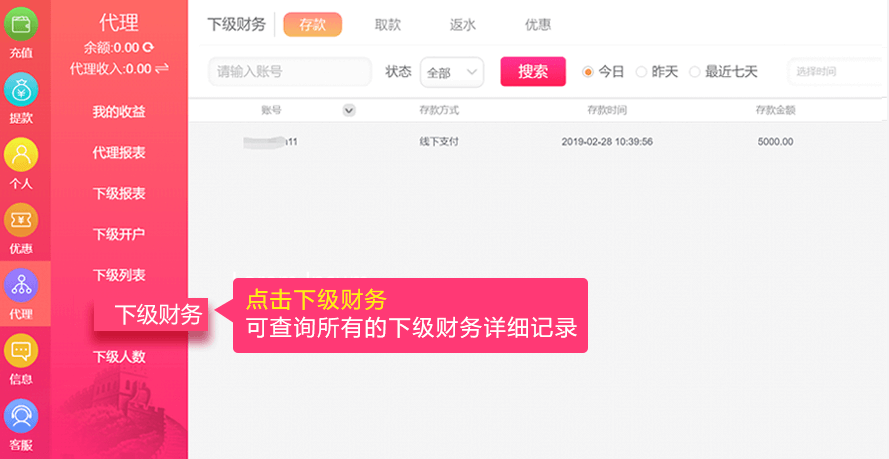 充值
提款
个人
优惠
代理
信息
客服
代理
余额:0.00
代理收入:0.00
我的收益
代理报表
下级报表
下级开户
下级列表
下级财务
下级人数
下级财务 存款 取款 返水 优惠
请输入账号 状态 全部 搜索 今日 昨天 最近七天 选择时间
账号 存款方式 存款时间 存款金额
11 线下支付 2019-02-28 10:39:56 5000.00
点击下级财务
可查询所有的下级财务详细记录